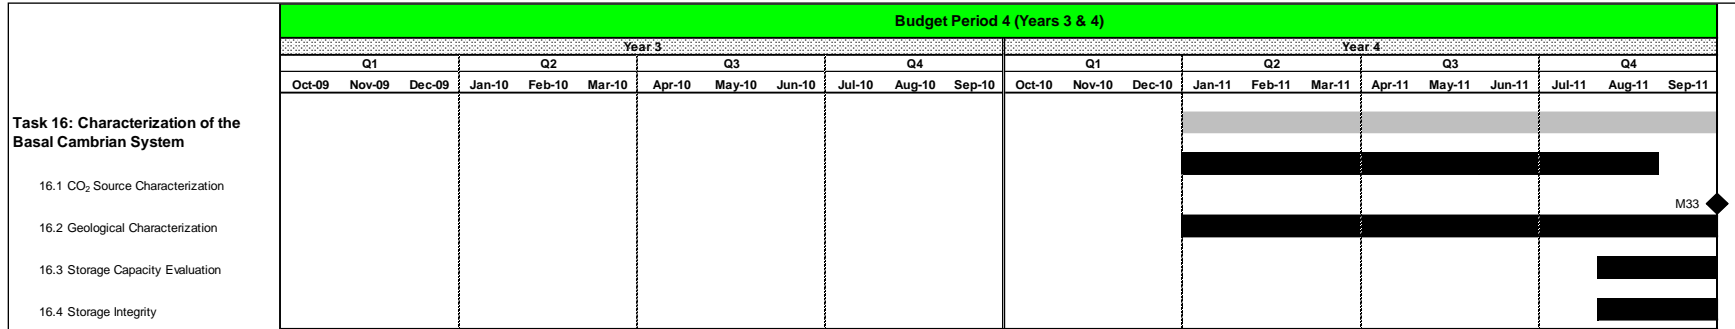 Budget Period 4 (Years 3 & 4)
Year 3 Year 4
Q1 Q2 Q3 Q4 Q1 Q2 Q3 Q4
Oct-09 Nov-09 Dec-09 Jan-10 Feb-10 Mar-10 Apr-10 May-10 Jun-10 Jul-10 Aug-10 Sep-10 Oct-10 Nov-10 Dec-10 Jan-11 Feb-11 Mar-11 Apr-11 May-11 Jun-11 Jul-11 Aug-11 Sep-11
Task 16: Characterization of the
Basal Cambrian System
16.1 CO₂ Source Characterization
M33
16.2 Geological Characterization
16.3 Storage Capacity Evaluation
16.4 Storage Integrity